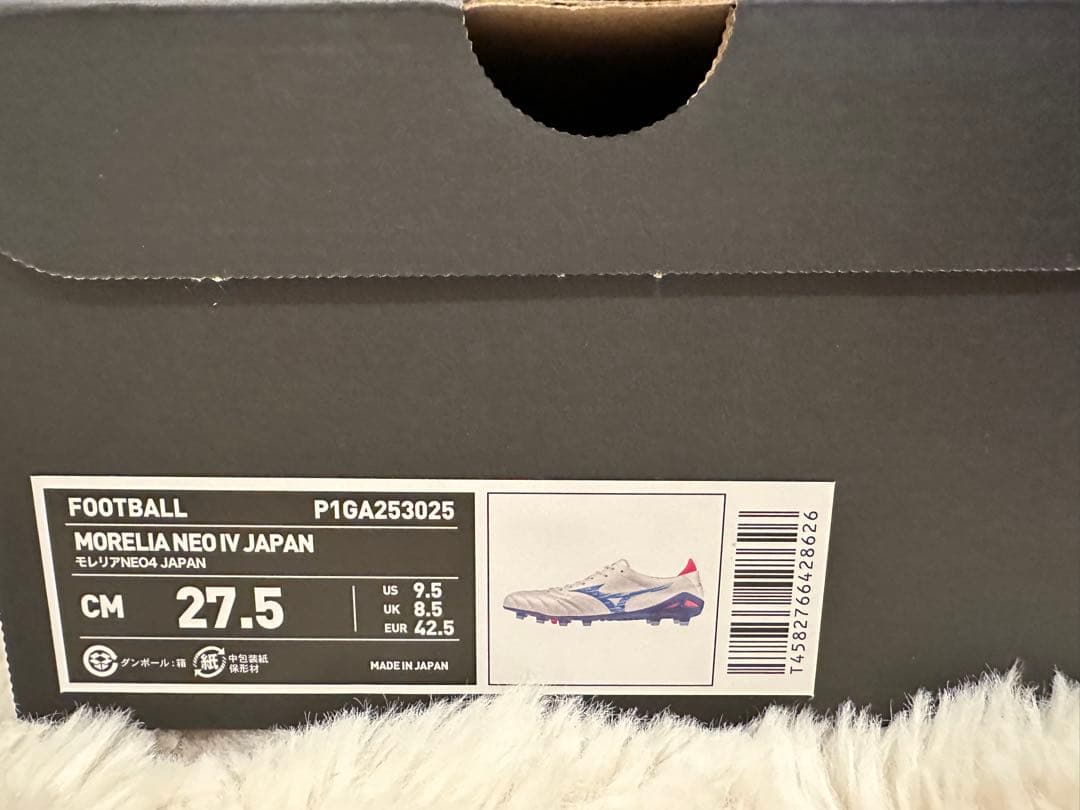 FOOTBALL P1GA253025
MORELIA NEO IV JAPAN
モレリアNEO4 JAPAN
CM 27.5
US 9.5
UK 8.5
EUR 42.5
ダンボール:箱 紙 中包装紙
保形材
MADE IN JAPAN
T4582766428626